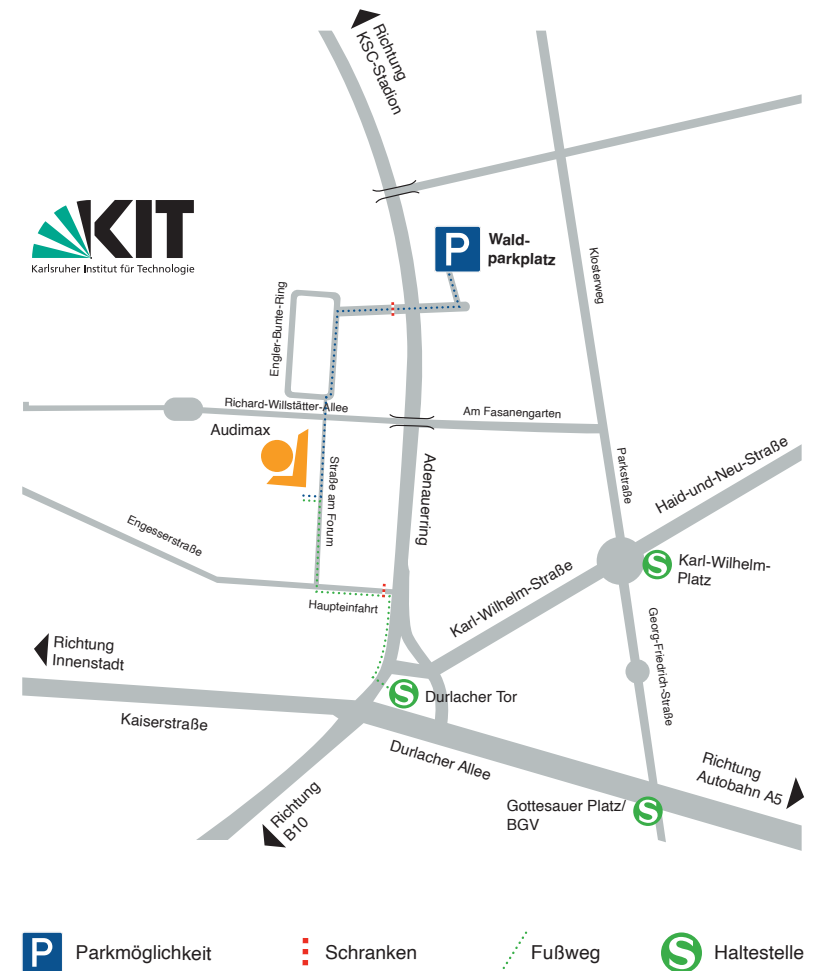 Richtung
KSC-Stadion
KIT
Karlsruher Institut für Technologie
P
Wald-
parkplatz
Klosterweg
Engler-Bunte-Ring
Richard-Willstätter-Allee
Am Fasanengarten
Audimax
Straße am Forum
Adenauerring
Parkstraße
Haid-und-Neu-Straße
Engesserstraße
S
Karl-Wilhelm-
Platz
Karl-Wilhelm-Straße
Haupteinfahrt
Georg-Friedrich-Straße
Richtung
Innenstadt
S
Durlacher Tor
Kaiserstraße
Durlacher Allee
Richtung
Autobahn A5
Gottesauer Platz/
BGV
S
Richtung
B10
P Parkmöglichkeit
Schranken
Fußweg
S Haltestelle